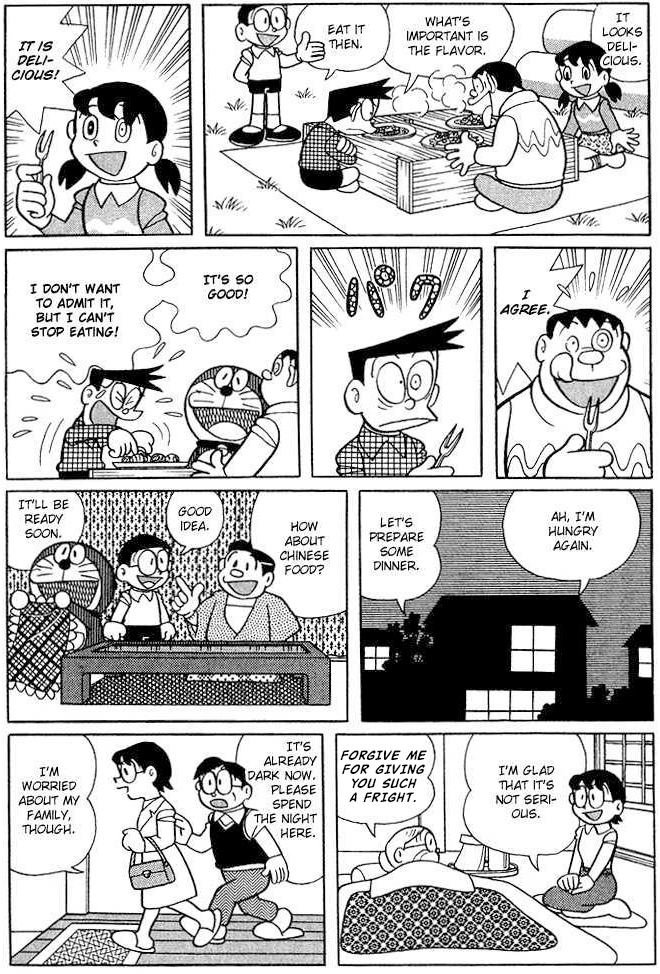 IT
LOOKS
DELI-
CIOUS.
WHAT'S
IMPORTANT
IS THE
FLAVOR.
EAT IT
THEN.
IT IS
DELI-
CIOUS!
I
AGREE.
パク
IT'S SO
GOOD!
I DON'T WANT
TO ADMIT IT,
BUT I CAN'T
STOP EATING!
AH, I'M
HUNGRY
AGAIN.
LET'S
PREPARE
SOME
DINNER.
HOW
ABOUT
CHINESE
FOOD?
GOOD
IDEA.
IT'LL BE
READY
SOON.
I'M GLAD
THAT IT'S
NOT SERI-
OUS.
FORGIVE ME
FOR GIVING
YOU SUCH
A FRIGHT.
IT'S
ALREADY
DARK NOW.
PLEASE
SPEND
THE NIGHT
HERE.
I'M
WORRIED
ABOUT MY
FAMILY,
THOUGH.